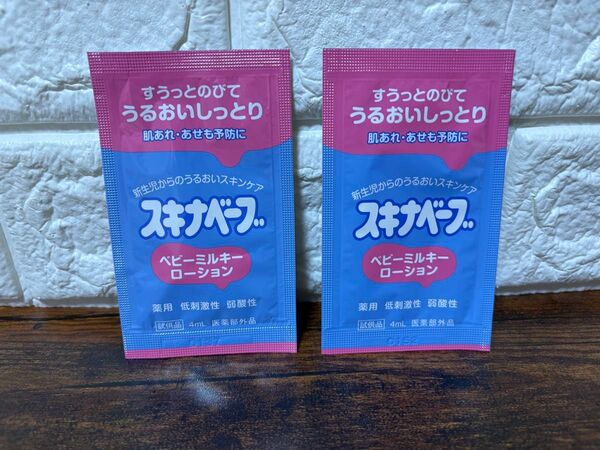 すうっとのびて
うるおいしっとり
肌あれ・あせも予防に
新生児からのうるおいスキンケア
スキナベーブ
ベビーミルキー
ローション
薬用 低刺激性 弱酸性
試供品 4mL 医薬部外品
すうっとのびて
うるおいしっとり
肌あれ・あせも予防に
新生児からのうるおいスキンケア
スキナベーブ
ベビーミルキー
ローション
薬用 低刺激性 弱酸性
試供品 4mL 医薬部外品